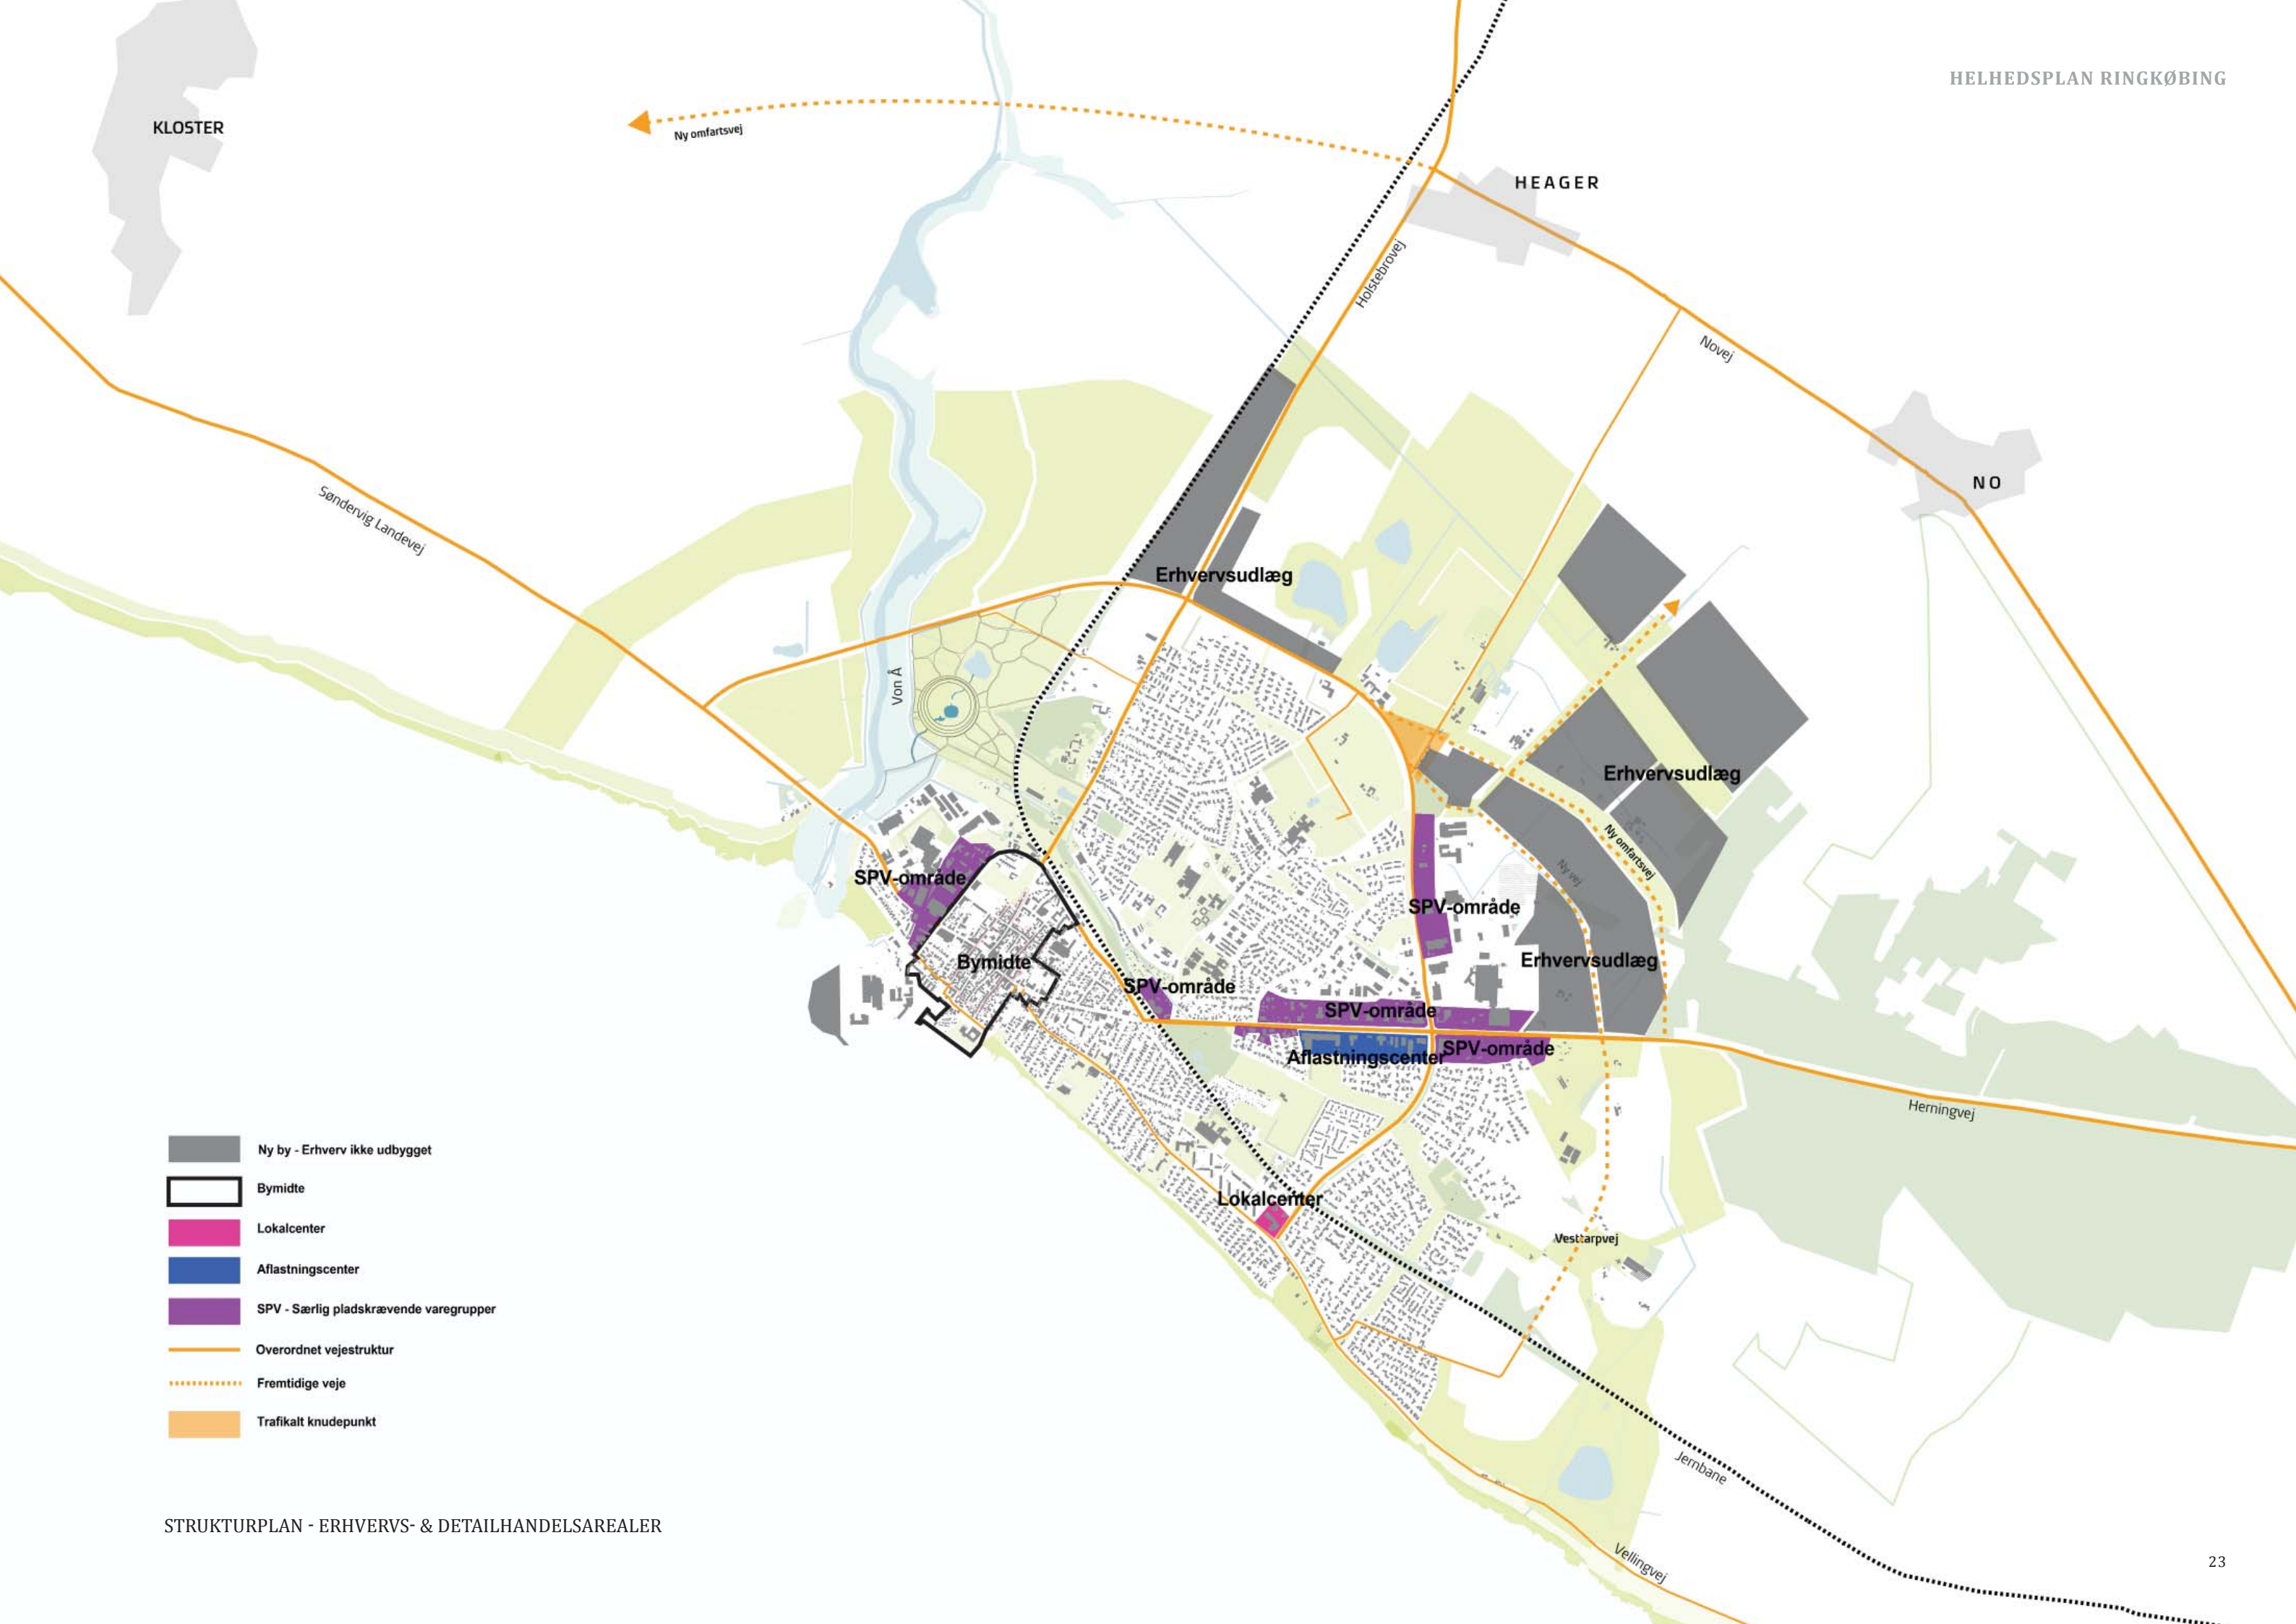 HELHEDSPLAN RINGKØBING
KLOSTER
Ny omfartsvej
HEAGER
Holstebrovej
Novej
NO
Søndervig Landevej
Erhvervsudlæg
Von Å
Erhvervsudlæg
Ny omfartsvej
Ny vej
SPV-område
SPV-område
Bymidte
Erhvervsudlæg
SPV-område
SPV-område
SPV-område
Aflastningscenter
Herningvej
Lokalcenter
Vesttarpvej
Jernbane
Vellingvej
Ny by - Erhverv ikke udbygget
Bymidte
Lokalcenter
Aflastningscenter
SPV - Særlig pladskrævende varegrupper
Overordnet vejestruktur
Fremtidige veje
Trafikalt knudepunkt
STRUKTURPLAN - ERHVERVS- & DETAILHANDELSAREALER
23